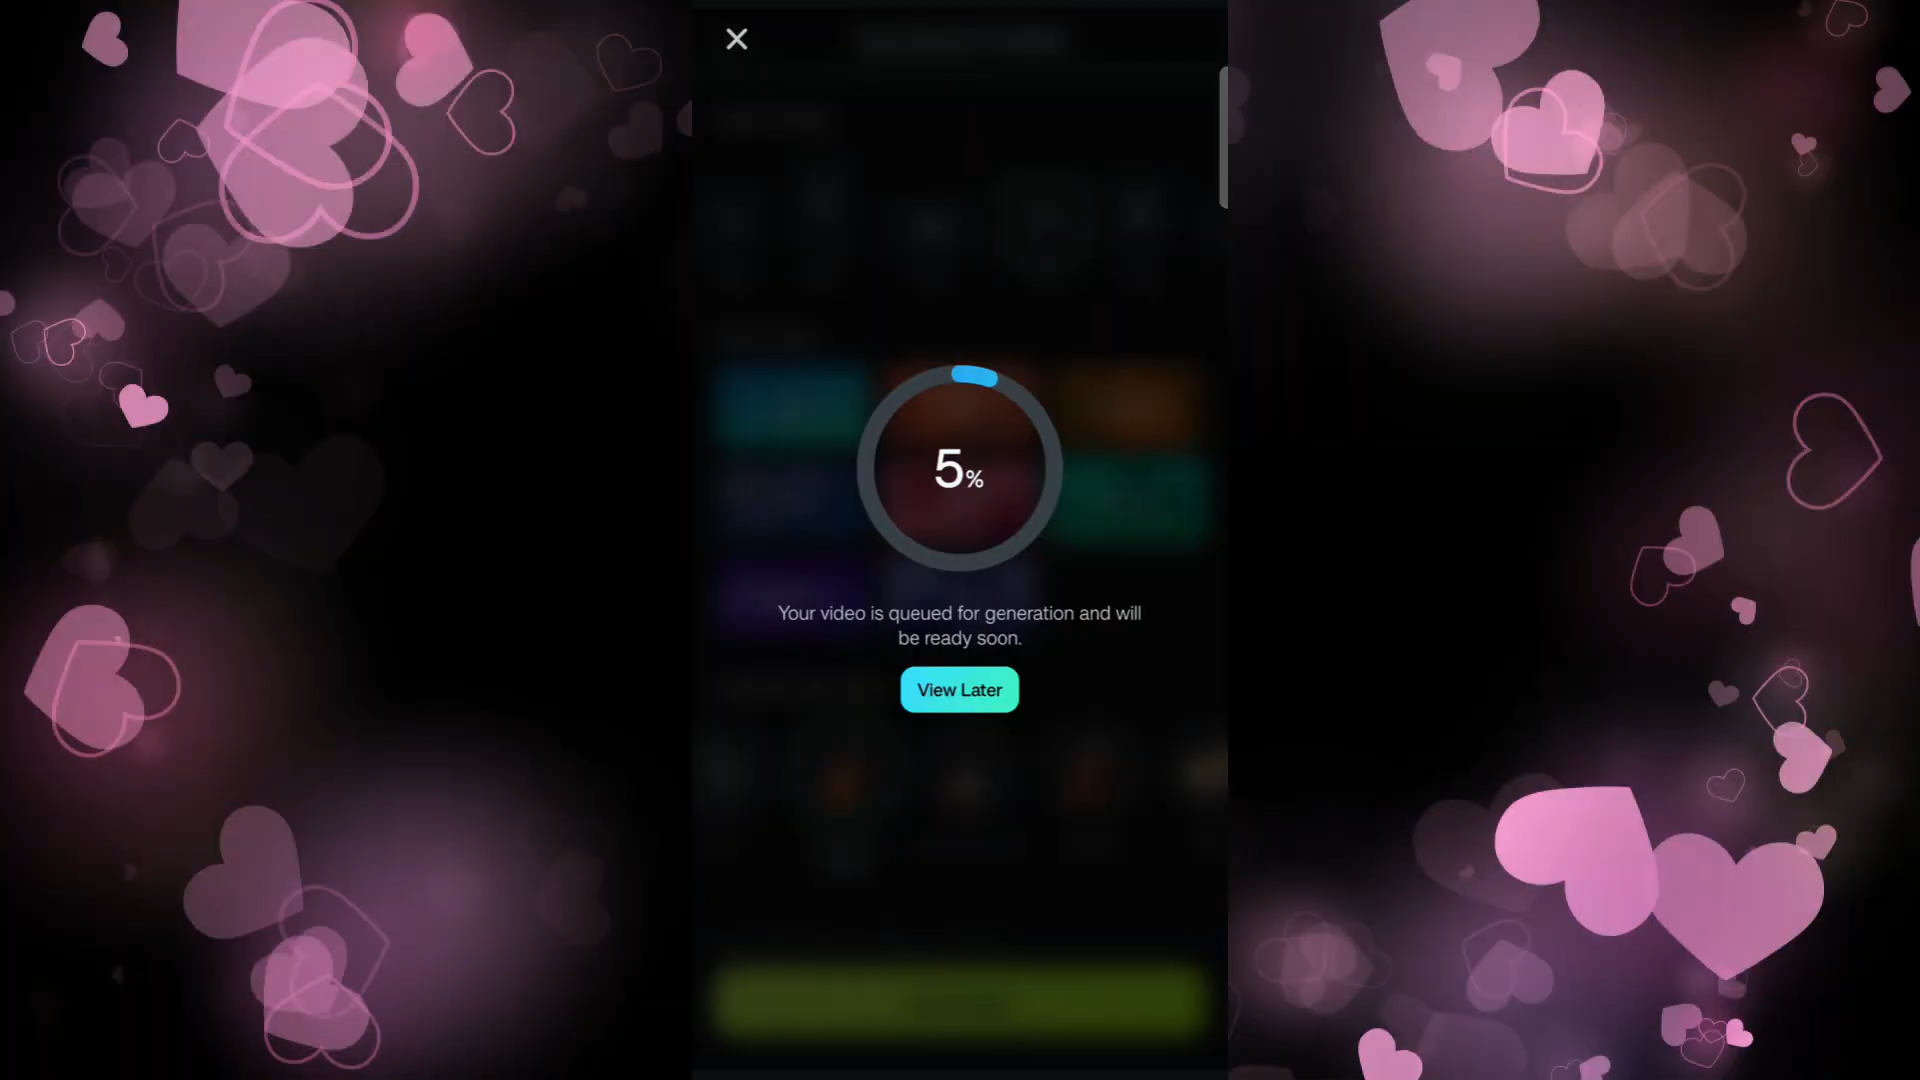 5%
Your video is queued for generation and will
be ready soon.
View Later